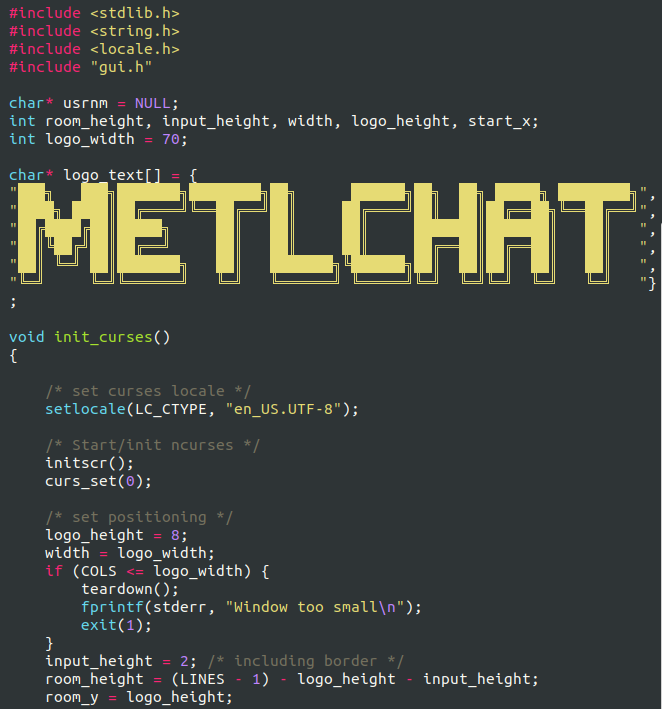 #include <stdlib.h>
#include <string.h>
#include <locale.h>
#include "gui.h"

char* usrnm = NULL;
int room_height, input_height, width, logo_height, start_x;
int logo_width = 70;

char* logo_text[] = {
"███╗   ███╗███████╗████████╗██╗      ██████╗██╗  ██╗ █████╗ ████████╗",
"████╗ ████║██╔════╝╚══██╔══╝██║     ██╔════╝██║  ██║██╔══██╗╚══██╔══╝",
"██╔████╔██║█████╗     ██║   ██║     ██║     ███████║███████║   ██║   ",
"██║╚██╔╝██║██╔══╝     ██║   ██║     ██║     ██╔══██║██╔══██║   ██║   ",
"██║ ╚═╝ ██║███████╗   ██║   ███████╗╚██████╗██║  ██║██║  ██║   ██║   ",
"╚═╝     ╚═╝╚══════╝   ╚═╝   ╚══════╝ ╚═════╝╚═╝  ╚═╝╚═╝  ╚═╝   ╚═╝   "}
;

void init_curses()
{

    /* set curses locale */
    setlocale(LC_CTYPE, "en_US.UTF-8");

    /* Start/init ncurses */
    initscr();
    curs_set(0);

    /* set positioning */
    logo_height = 8;
    width = logo_width;
    if (COLS <= logo_width) {
        teardown();
        fprintf(stderr, "Window too small\n");
        exit(1);
    }
    input_height = 2; /* including border */
    room_height = (LINES - 1) - logo_height - input_height;
    room_y = logo_height;